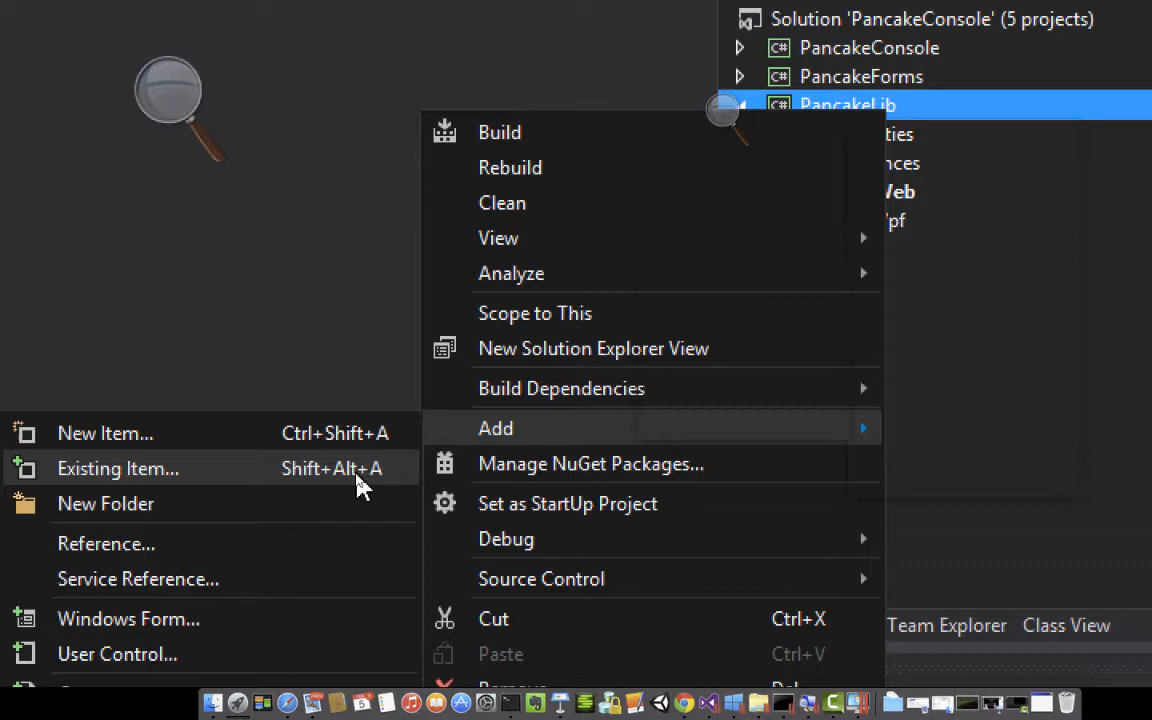 Solution 'PancakeConsole' (5 projects)
C# PancakeConsole
C# PancakeForms
C# PancakeLib
ties
nces
Web
pf
Build
Rebuild
Clean
View
Analyze
Scope to This
New Solution Explorer View
Build Dependencies
Add
Manage NuGet Packages...
Set as StartUp Project
Debug
Source Control
Cut Ctrl+X
Paste Ctrl+V
New Item... Ctrl+Shift+A
Existing Item... Shift+Alt+A
New Folder
Reference...
Service Reference...
Windows Form...
User Control...
Team Explorer Class View
5